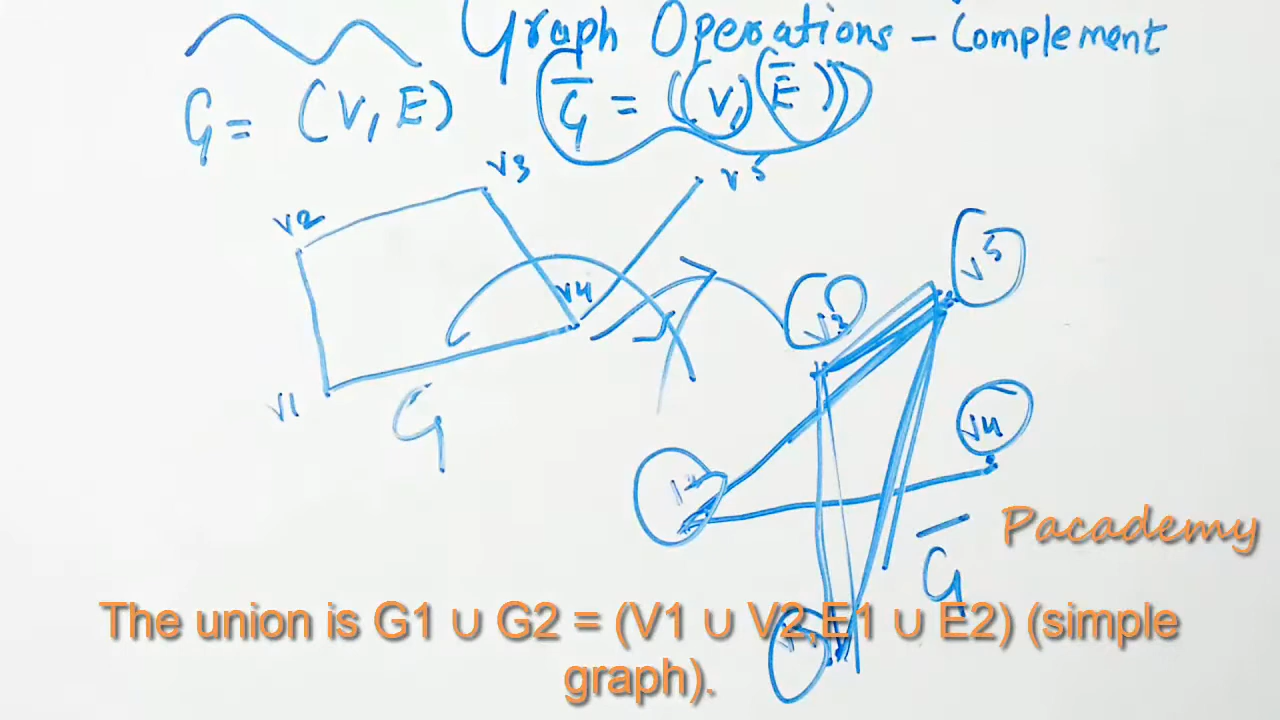 Graph Operations - Complement
G = (V, E)
G̅ = (V, E̅)
V3
V5
V2
V4
V1
G
V5
V3
V4
G̅
Pacademy
The union is G1 ∪ G2 = (V1 ∪ V2,E1 ∪ E2) (simple
graph).